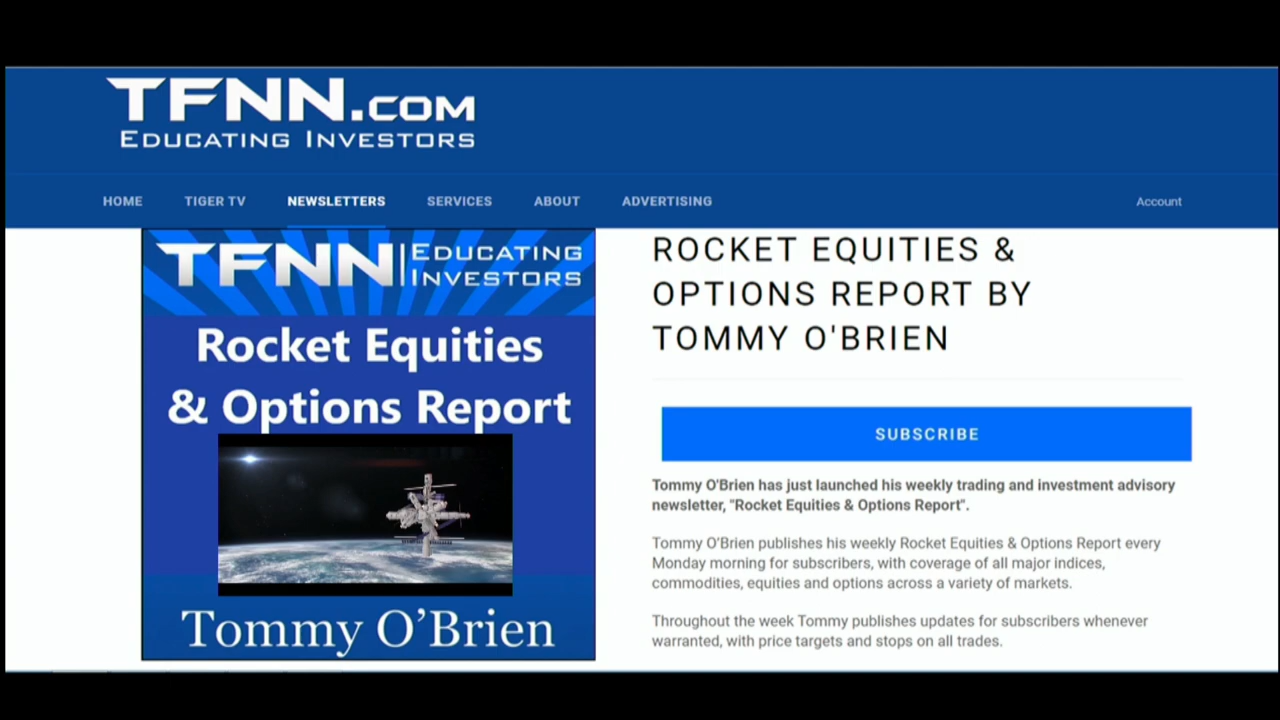 TFNN.COM
EDUCATING INVESTORS
HOME TIGER TV NEWSLETTERS SERVICES ABOUT ADVERTISING Account
TFNN | EDUCATING INVESTORS
Rocket Equities
& Options Report
Tommy O’Brien
ROCKET EQUITIES &
OPTIONS REPORT BY
TOMMY O'BRIEN
SUBSCRIBE
Tommy O'Brien has just launched his weekly trading and investment advisory
newsletter, "Rocket Equities & Options Report".
Tommy O'Brien publishes his weekly Rocket Equities & Options Report every
Monday morning for subscribers, with coverage of all major indices,
commodities, equities and options across a variety of markets.
Throughout the week Tommy publishes updates for subscribers whenever
warranted, with price targets and stops on all trades.